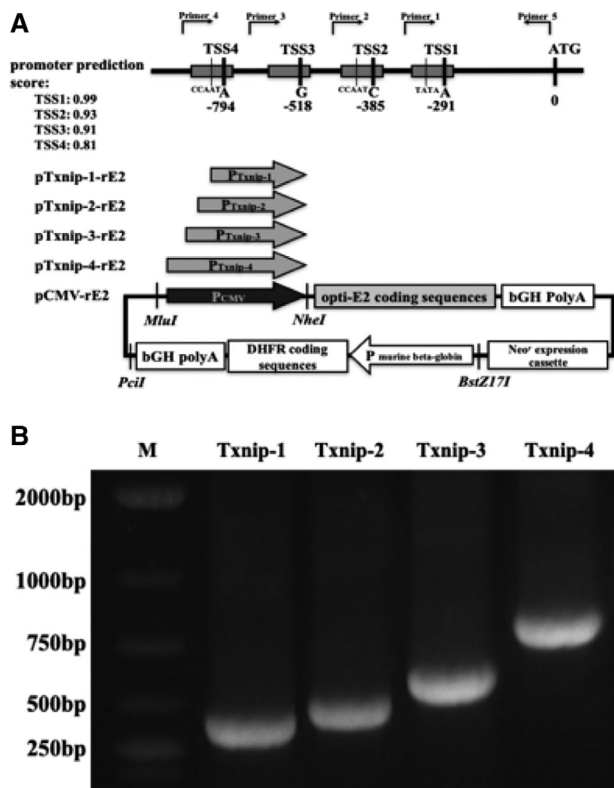 A
Primer 4 Primer 3 Primer 2 Primer 1 Primer 5
TSS4 TSS3 TSS2 TSS1 ATG
promoter prediction
score:
CCAAT A G CCAAT C TATA A
-794 -518 -385 -291 0
TSS1: 0.99
TSS2: 0.93
TSS3: 0.91
TSS4: 0.81
pTxnip-1-rE2 PTxnip-1
pTxnip-2-rE2 PTxnip-2
pTxnip-3-rE2 PTxnip-3
pTxnip-4-rE2 PTxnip-4
pCMV-rE2 PCMV opti-E2 coding sequences bGH PolyA
MluI NheI
bGH polyA DHFR coding sequences P murine beta-globin Neoʳ expression cassette
PciI BstZ17I
B
M Txnip-1 Txnip-2 Txnip-3 Txnip-4
2000bp
1000bp
750bp
500bp
250bp